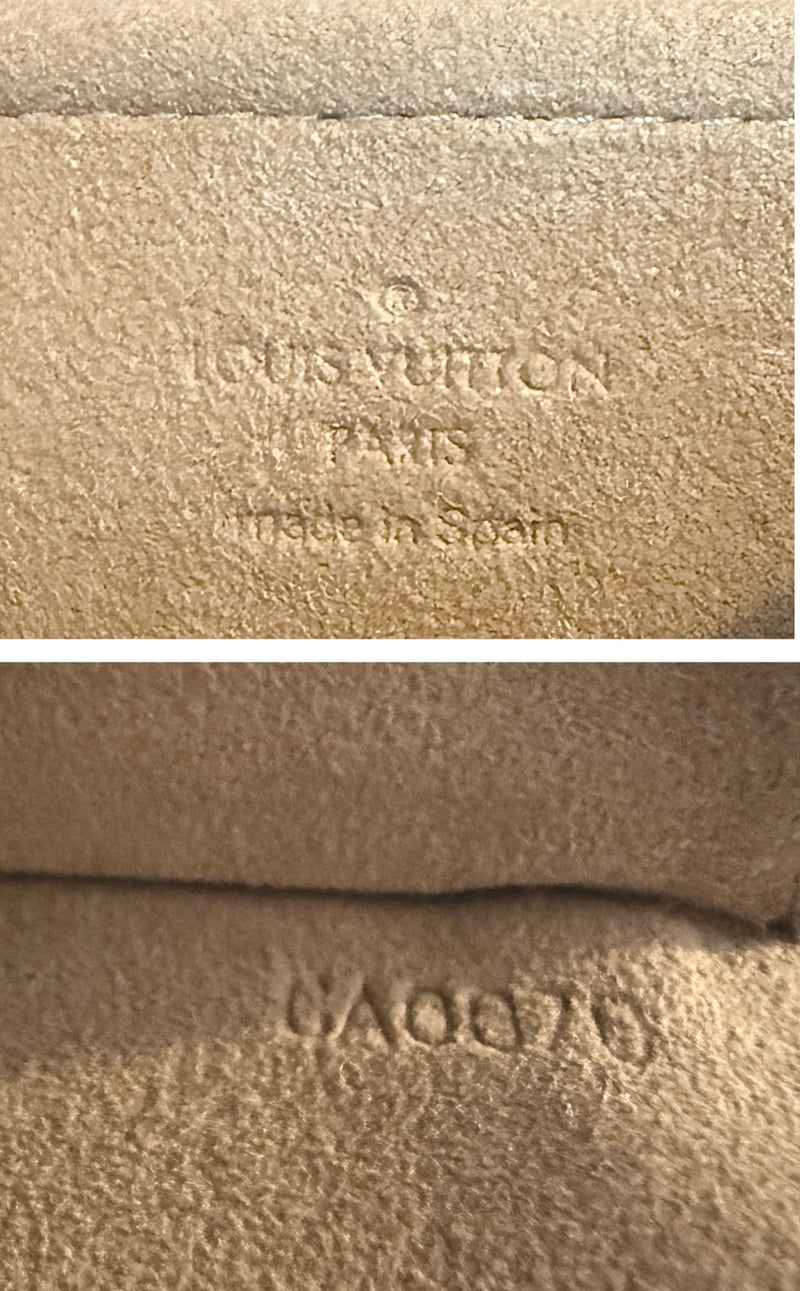 ®
LOUIS VUITTON
PARIS
made in Spain
CA0070